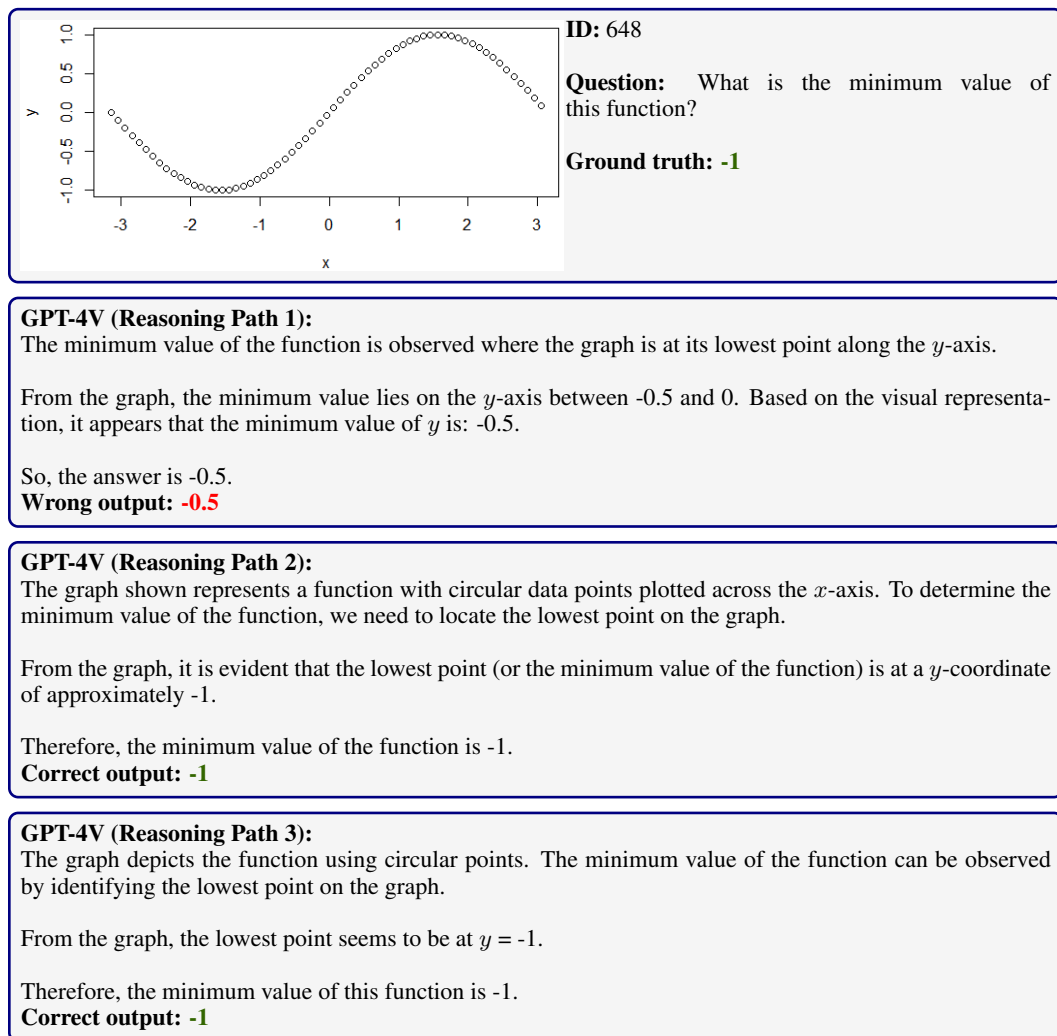 1.0
0.5
0.0
-0.5
-1.0
y
-3 -2 -1 0 1 2 3
x
ID: 648
Question: What is the minimum value of
this function?
Ground truth: -1
GPT-4V (Reasoning Path 1):
The minimum value of the function is observed where the graph is at its lowest point along the y-axis.
From the graph, the minimum value lies on the y-axis between -0.5 and 0. Based on the visual representa-
tion, it appears that the minimum value of y is: -0.5.
So, the answer is -0.5.
Wrong output: -0.5
GPT-4V (Reasoning Path 2):
The graph shown represents a function with circular data points plotted across the x-axis. To determine the
minimum value of the function, we need to locate the lowest point on the graph.
From the graph, it is evident that the lowest point (or the minimum value of the function) is at a y-coordinate
of approximately -1.
Therefore, the minimum value of the function is -1.
Correct output: -1
GPT-4V (Reasoning Path 3):
The graph depicts the function using circular points. The minimum value of the function can be observed
by identifying the lowest point on the graph.
From the graph, the lowest point seems to be at y = -1.
Therefore, the minimum value of this function is -1.
Correct output: -1